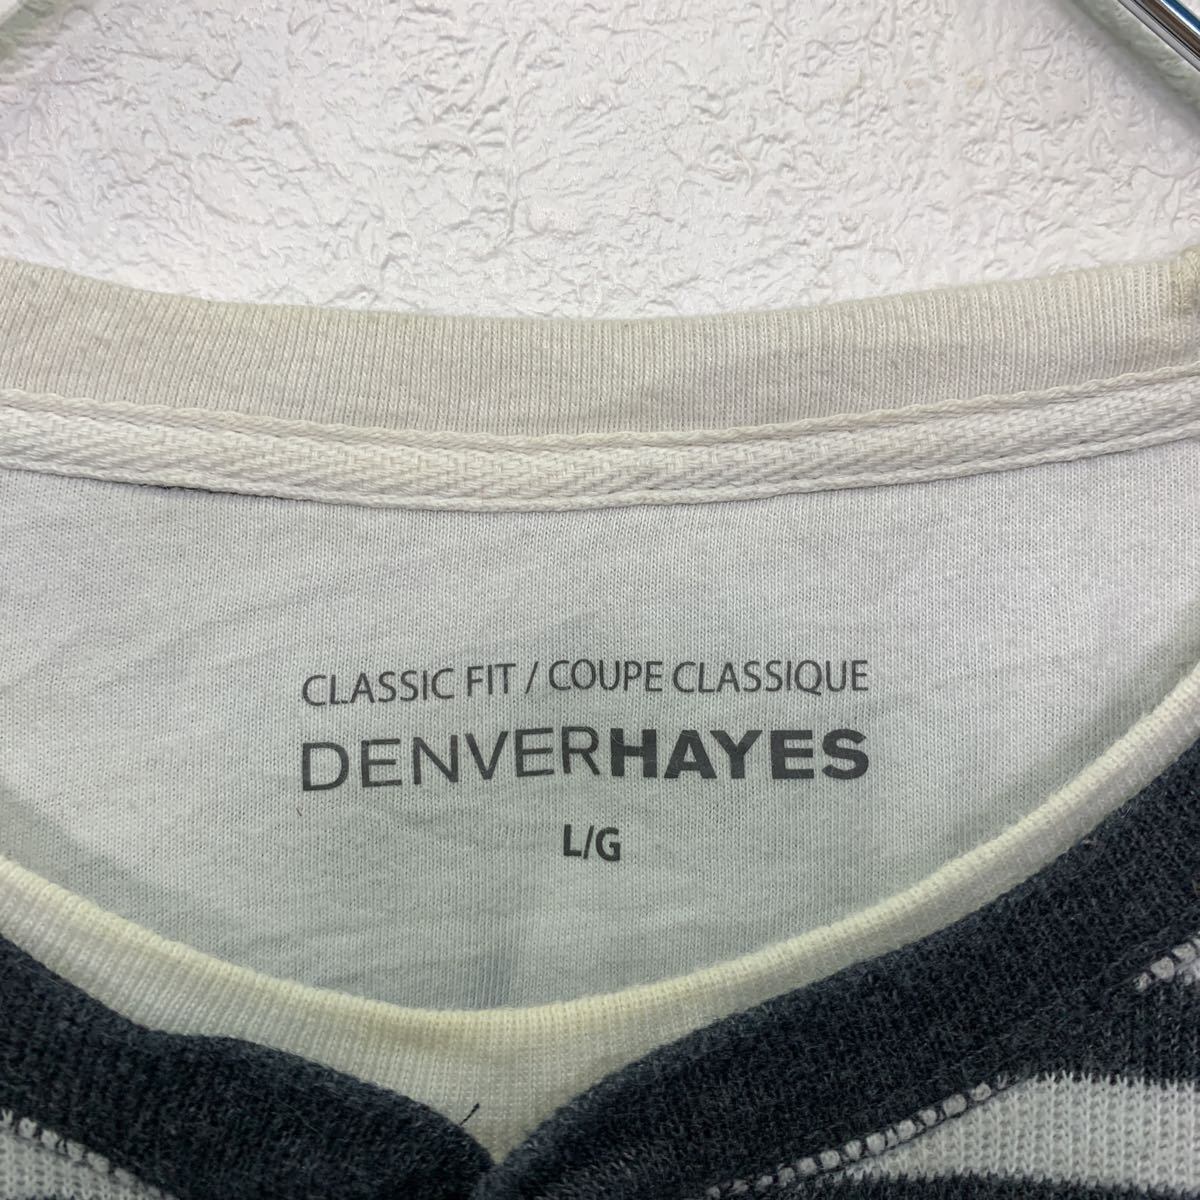 CLASSIC FIT / COUPE CLASSIQUE
DENVERHAYES
L/G